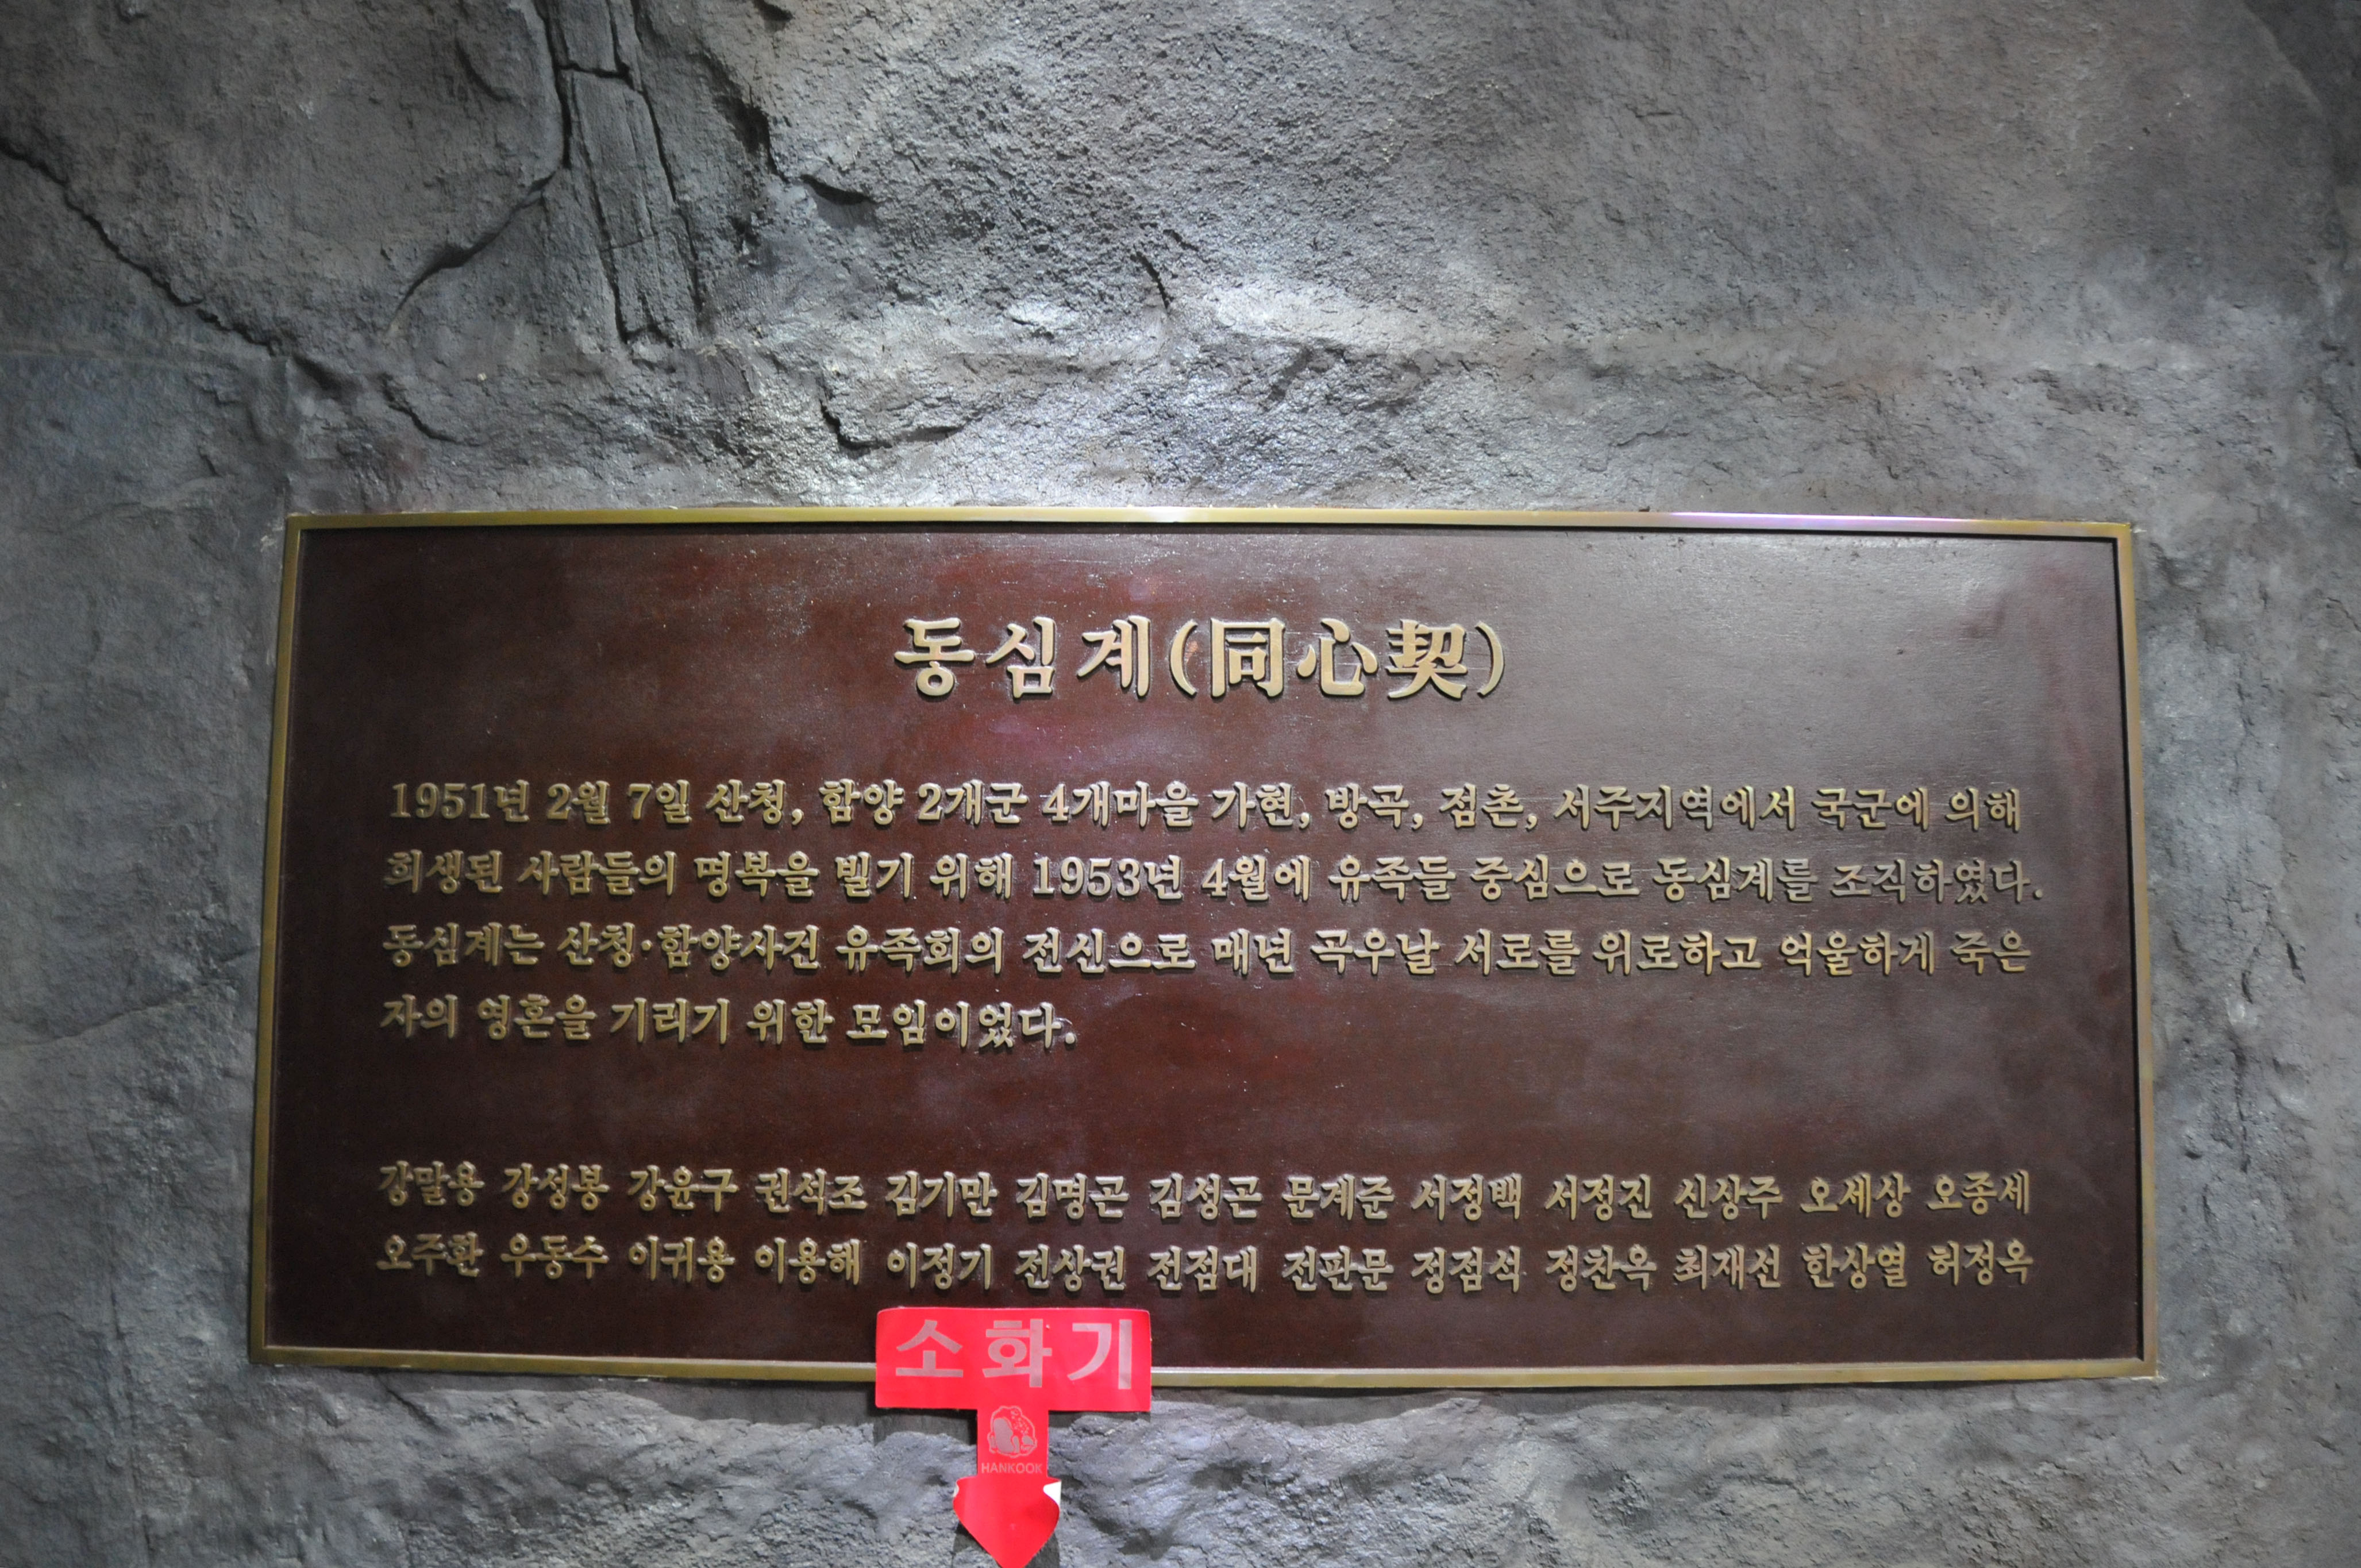 동심계(同心契)
1951년 2월 7일 산청, 함양 2개군 4개마을 가현, 방곡, 점촌, 서주지역에서 국군에 의해
희생된 사람들의 명복을 빌기 위해 1953년 4월에 유족들 중심으로 동심계를 조직하였다.
동심계는 산청·함양사건 유족회의 전신으로 매년 곡우날 서로를 위로하고 억울하게 죽은
자의 영혼을 기리기 위한 모임이었다.
강말용 강성봉 강윤구 권석조 김기만 김명곤 김성곤 문계준 서정백 서정진 신상주 오세상 오종세
오주환 우동수 이귀용 이용해 이정기 전상권 전점대 전판문 정점석 정찬옥 최재선 한상열 허정옥
소화기
HANKOOK